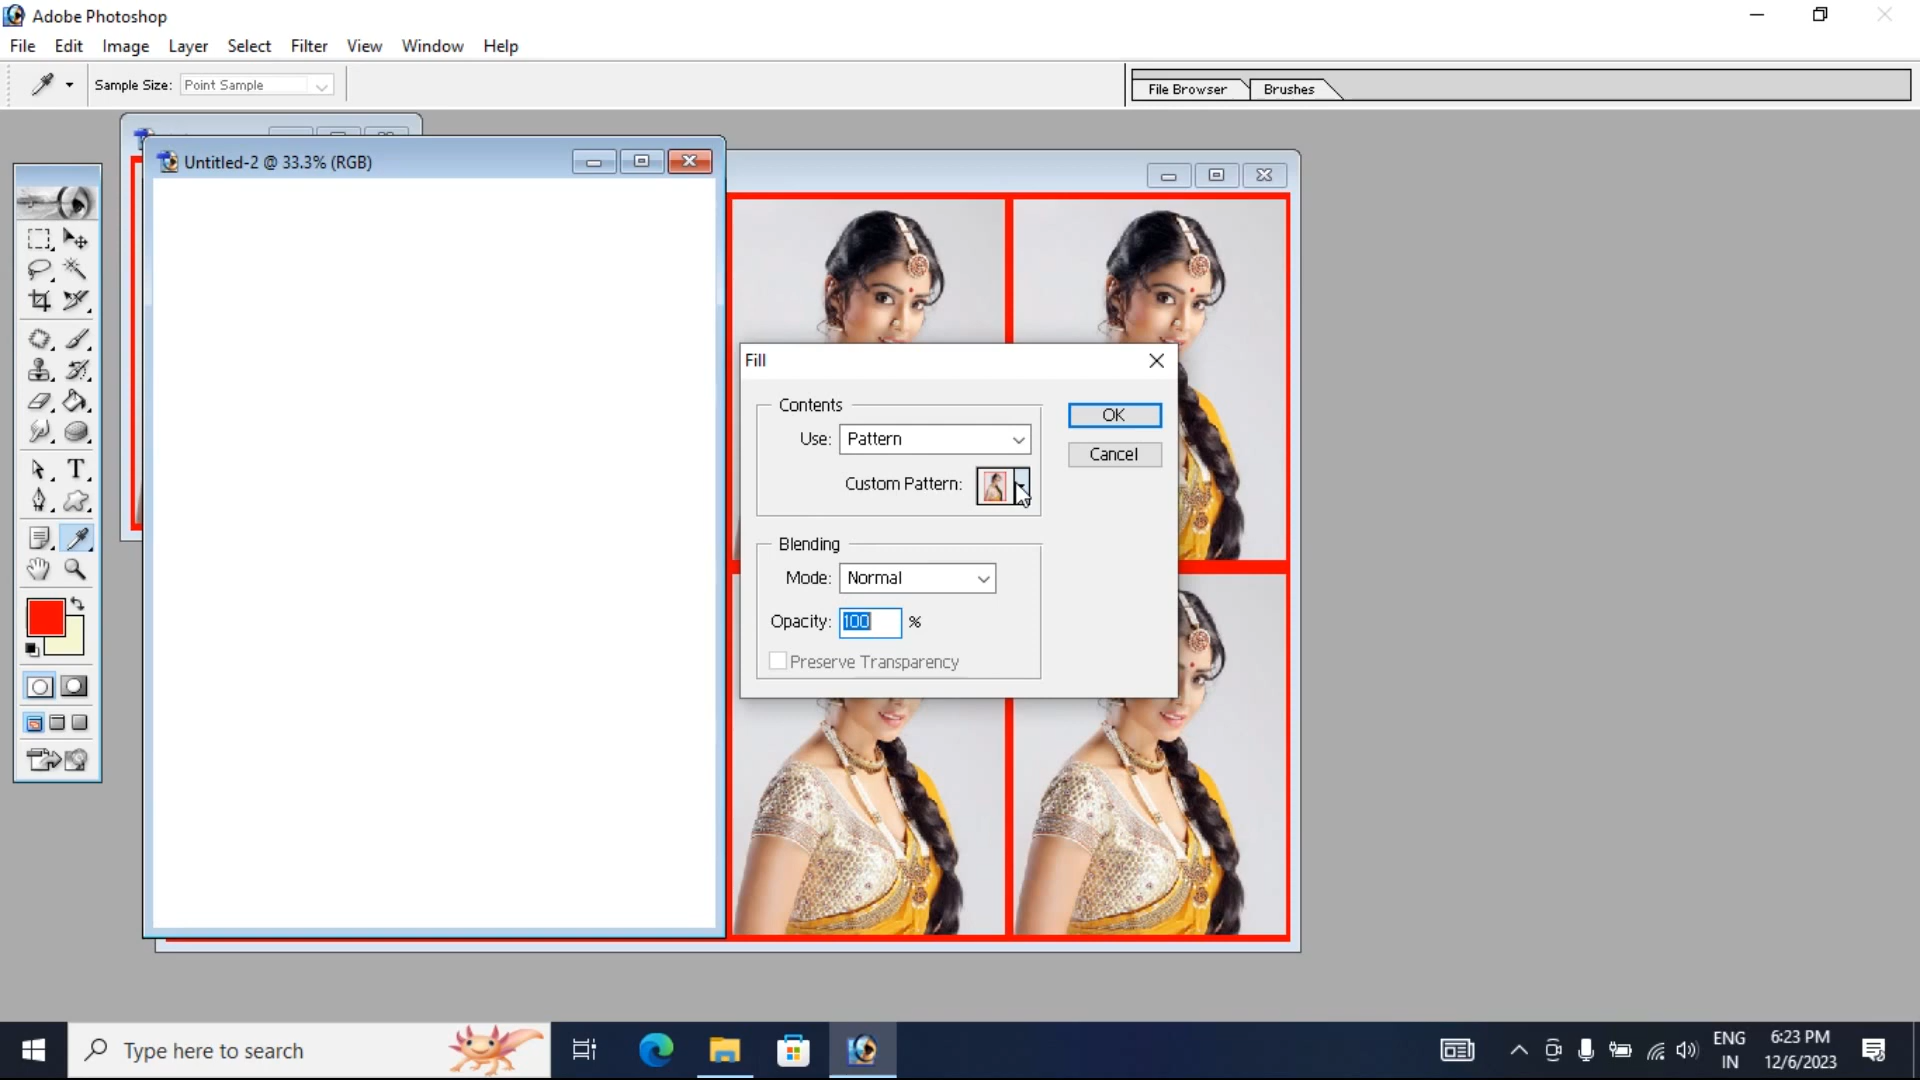 Adobe Photoshop
File Edit Image Layer Select Filter View Window Help
Sample Size: Point Sample
File Browser Brushes
Untitled-2 @ 33.3% (RGB)
Fill
Contents
Use: Pattern
Custom Pattern:
OK
Cancel
Blending
Mode: Normal
Opacity: 100 %
Preserve Transparency
Type here to search
ENG
IN
6:23 PM
12/6/2023